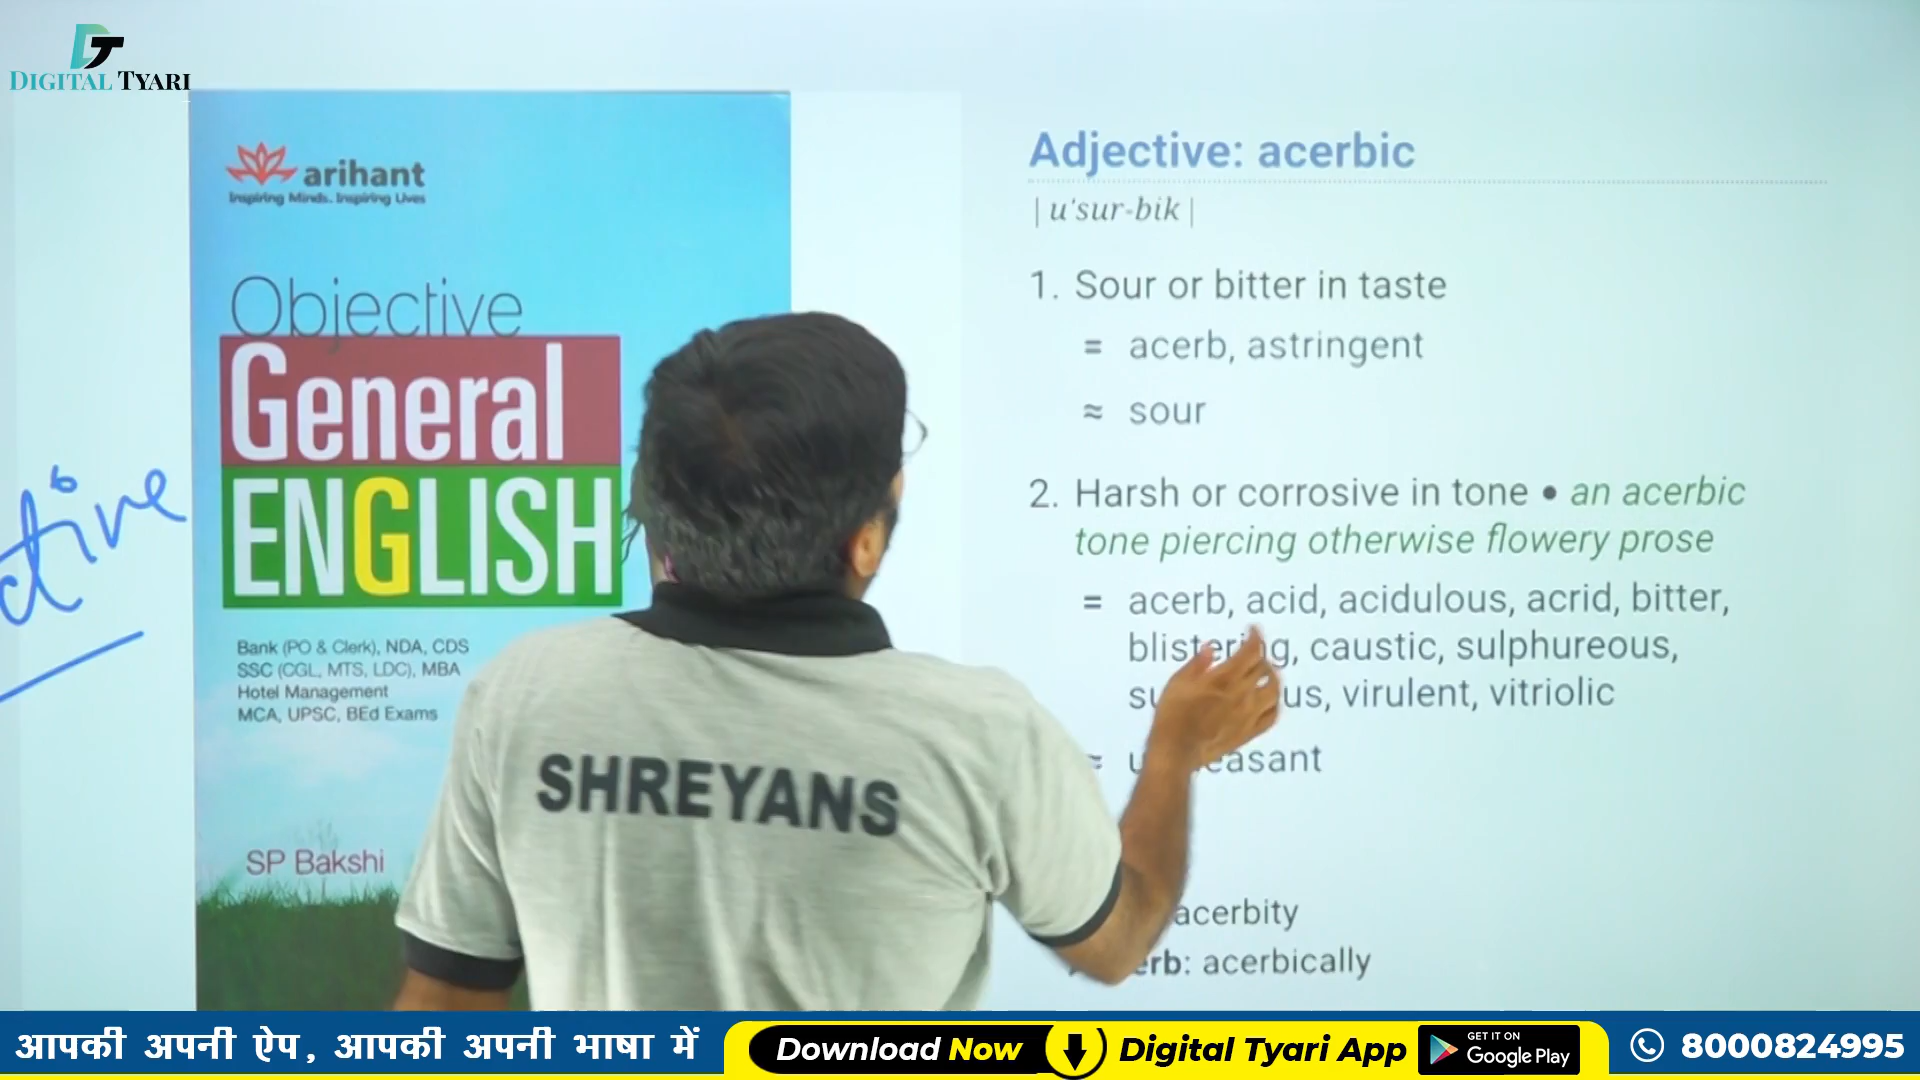 DT
DIGITAL TYARI
arihant
Inspiring Minds. Inspiring Lives
Objective
General
ENGLISH
Bank (PO & Clerk), NDA, CDS
SSC (CGL, MTS, LDC), MBA
Hotel Management
MCA, UPSC, BEd Exams
SP Bakshi
SHREYANS
Adjective: acerbic
| u'sur-bik |
1. Sour or bitter in taste
= acerb, astringent
≈ sour
2. Harsh or corrosive in tone • an acerbic
tone piercing otherwise flowery prose
= acerb, acid, acidulous, acrid, bitter,
blistering, caustic, sulphureous,
virulent, vitriolic
≈
acerbity
: acerbically
आपकी अपनी ऐप, आपकी अपनी भाषा में
Download Now
Digital Tyari App
GET IT ON
Google Play
8000824995